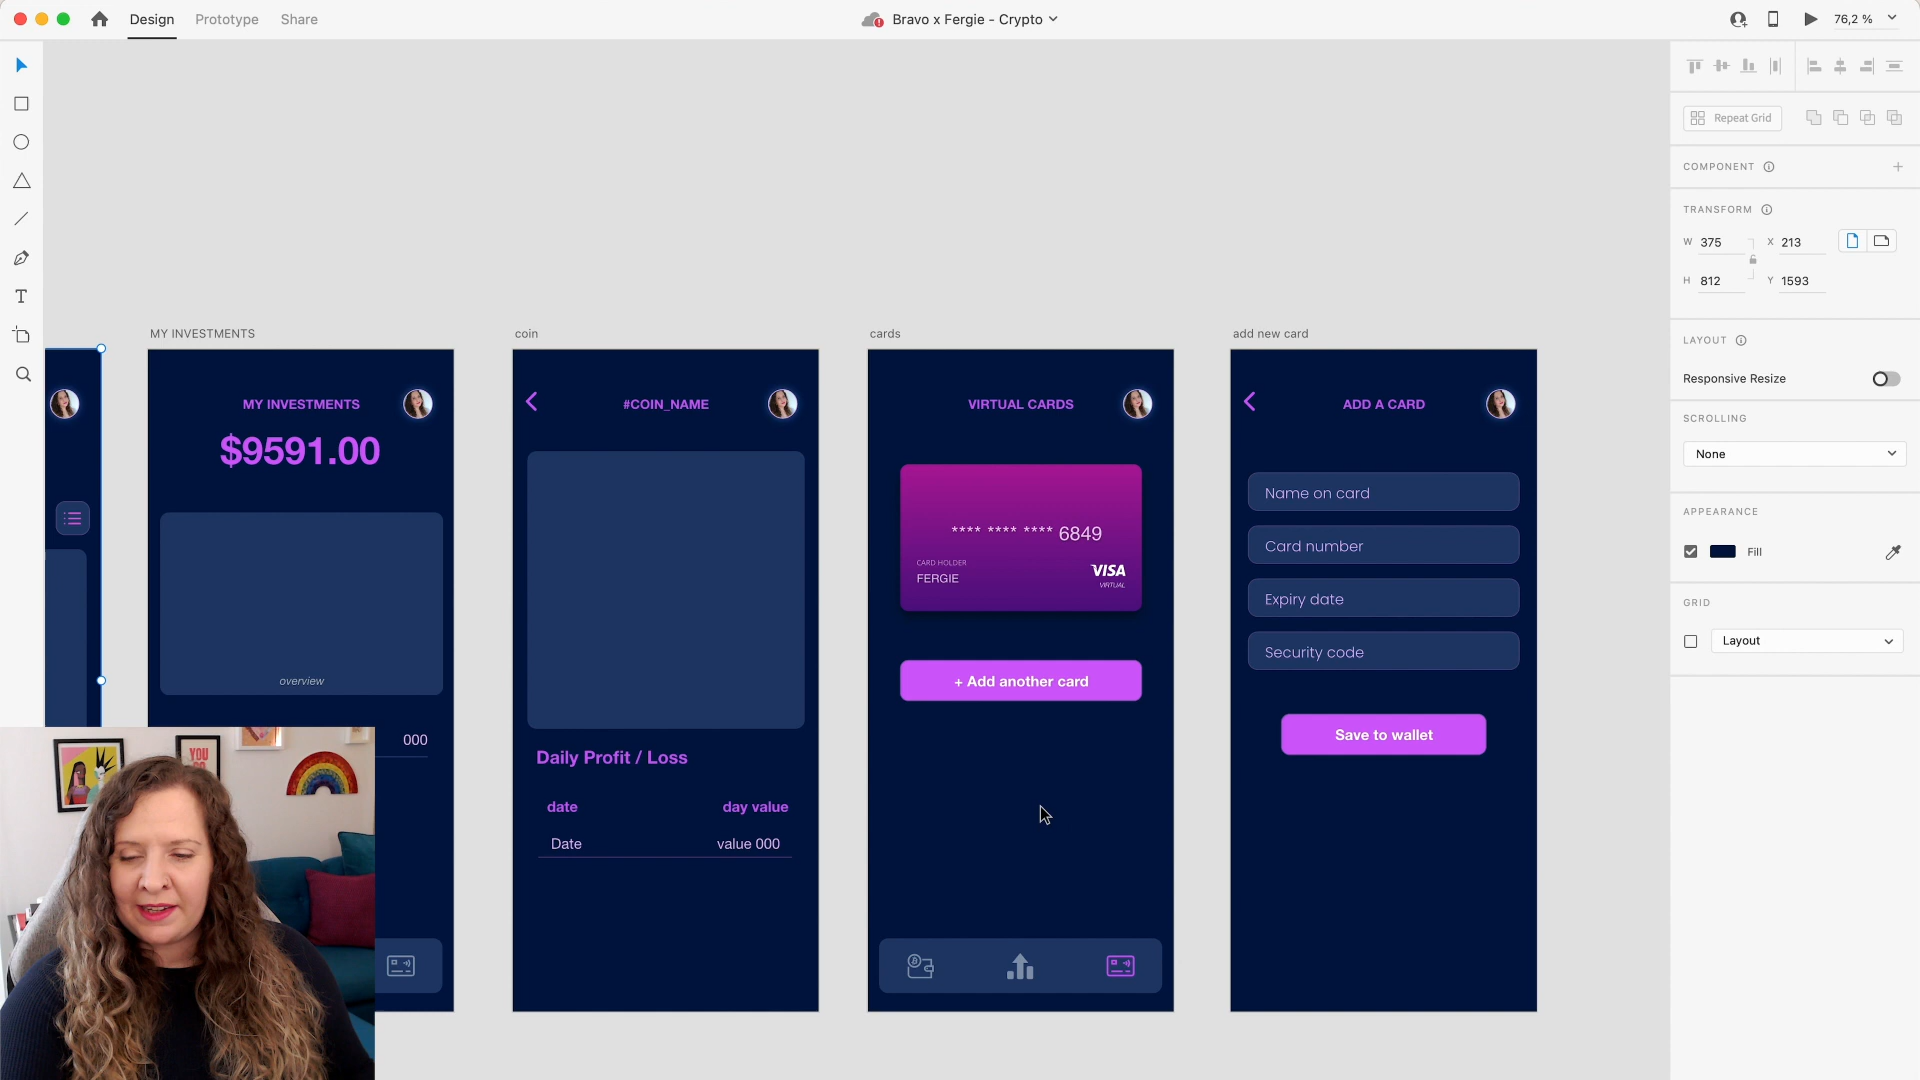 Design
Prototype
Share
Bravo x Fergie - Crypto
76,2 %
Repeat Grid
COMPONENT
TRANSFORM
W 375
X 213
H 812
Y 1593
LAYOUT
Responsive Resize
SCROLLING
None
APPEARANCE
Fill
GRID
Layout
MY INVESTMENTS
MY INVESTMENTS
$9591.00
overview
000
coin
#COIN_NAME
Daily Profit / Loss
date
day value
Date
value 000
cards
VIRTUAL CARDS
**** **** **** 6849
CARD HOLDER
FERGIE
VISA
VIRTUAL
+ Add another card
add new card
ADD A CARD
Name on card
Card number
Expiry date
Security code
Save to wallet
YOU